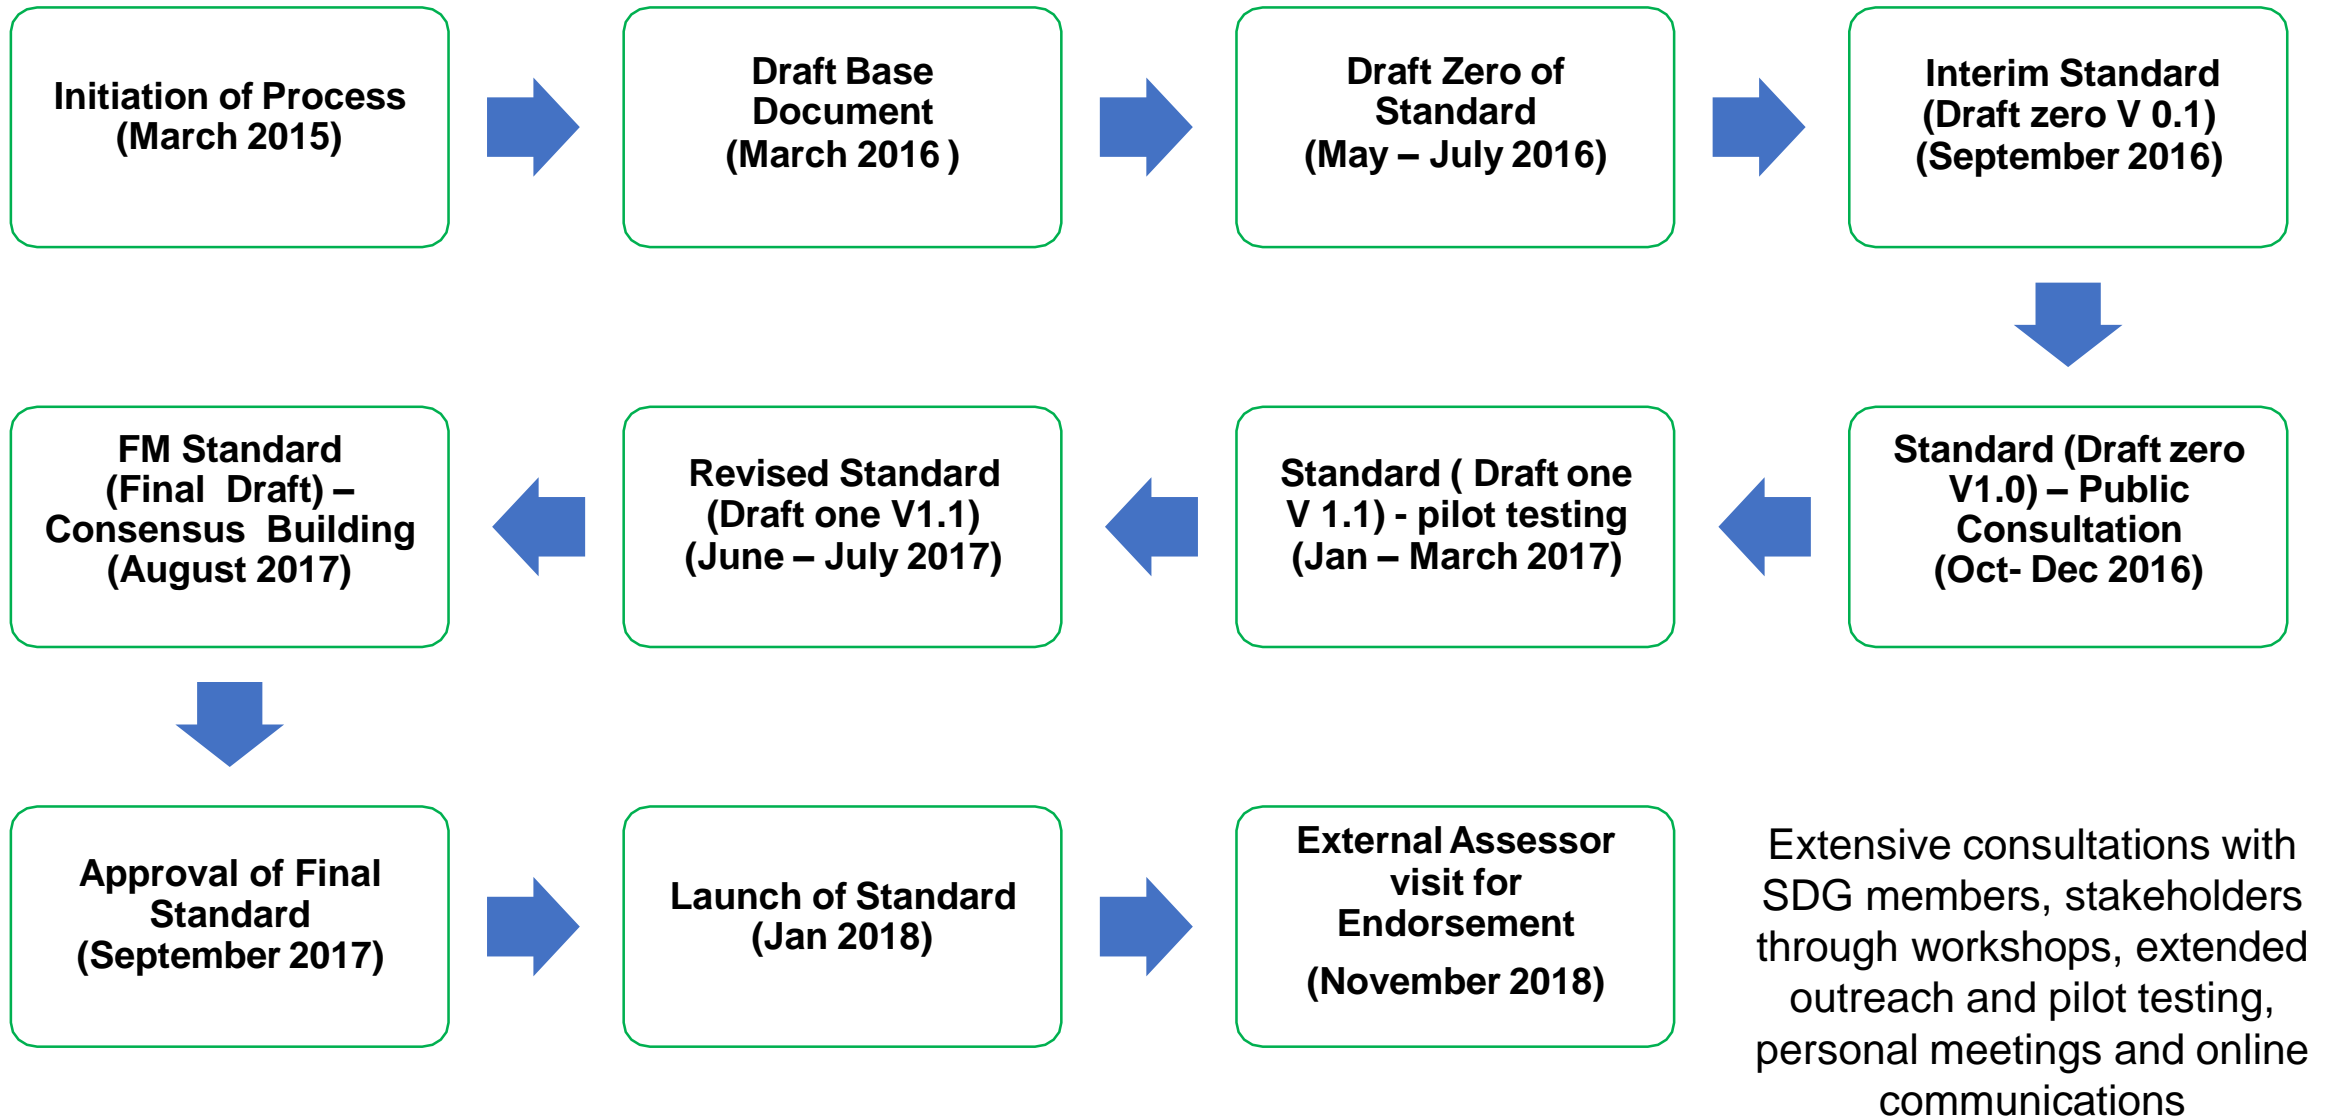 Initiation of Process
(March 2015)
Draft Base
Document
(March 2016 )
Draft Zero of
Standard
(May – July 2016)
Interim Standard
(Draft zero V 0.1)
(September 2016)
Standard (Draft zero
V1.0) – Public
Consultation
(Oct- Dec 2016)
Standard ( Draft one
V 1.1) - pilot testing
(Jan – March 2017)
Revised Standard
(Draft one V1.1)
(June – July 2017)
FM Standard
(Final Draft) –
Consensus Building
(August 2017)
Approval of Final
Standard
(September 2017)
Launch of Standard
(Jan 2018)
External Assessor
visit for
Endorsement
(November 2018)
Extensive consultations with
SDG members, stakeholders
through workshops, extended
outreach and pilot testing,
personal meetings and online
communications